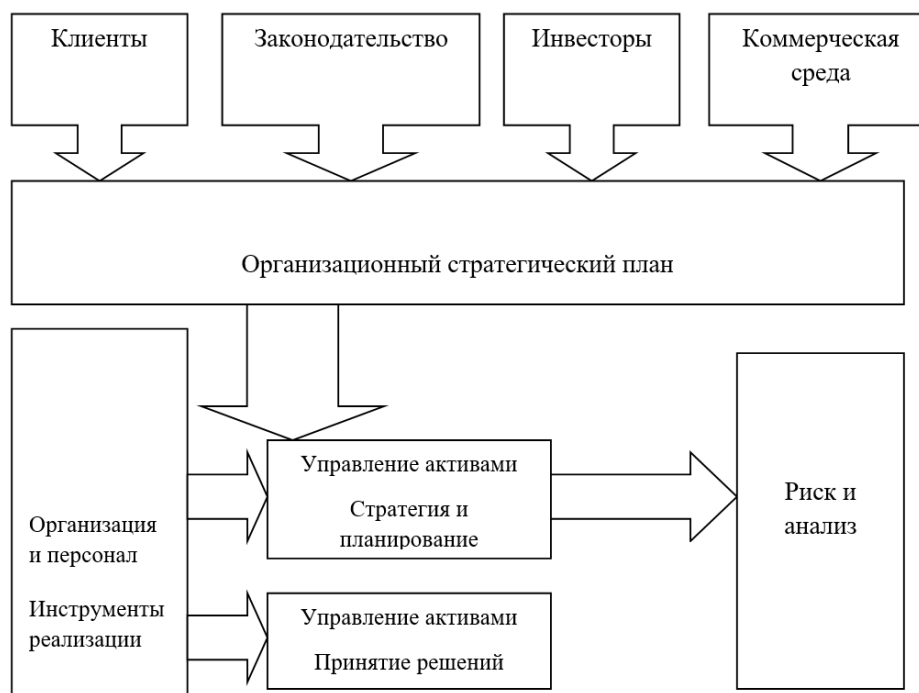 Клиенты
Законодательство
Инвесторы
Коммерческая
среда
Организационный стратегический план
Организация
и персонал
Инструменты
реализации
Управление активами
Стратегия и
планирование
Управление активами
Принятие решений
Риск и
анализ